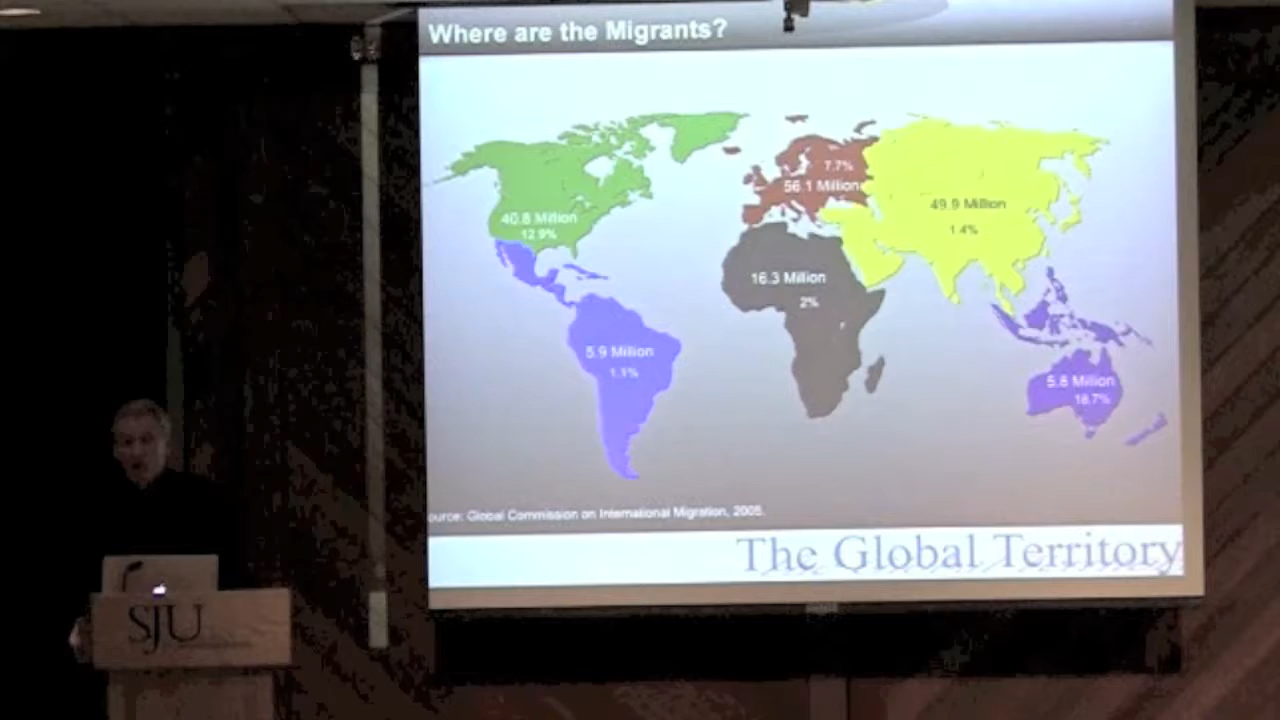 Where are the Migrants?
7.7%
56.1 Million
49.9 Million
1.4%
40.8 Million
12.9%
16.3 Million
2%
5.9 Million
1.1%
5.8 Million
18.7%
ource: Global Commission on International Migration, 2005.
The Global Territory
SJU